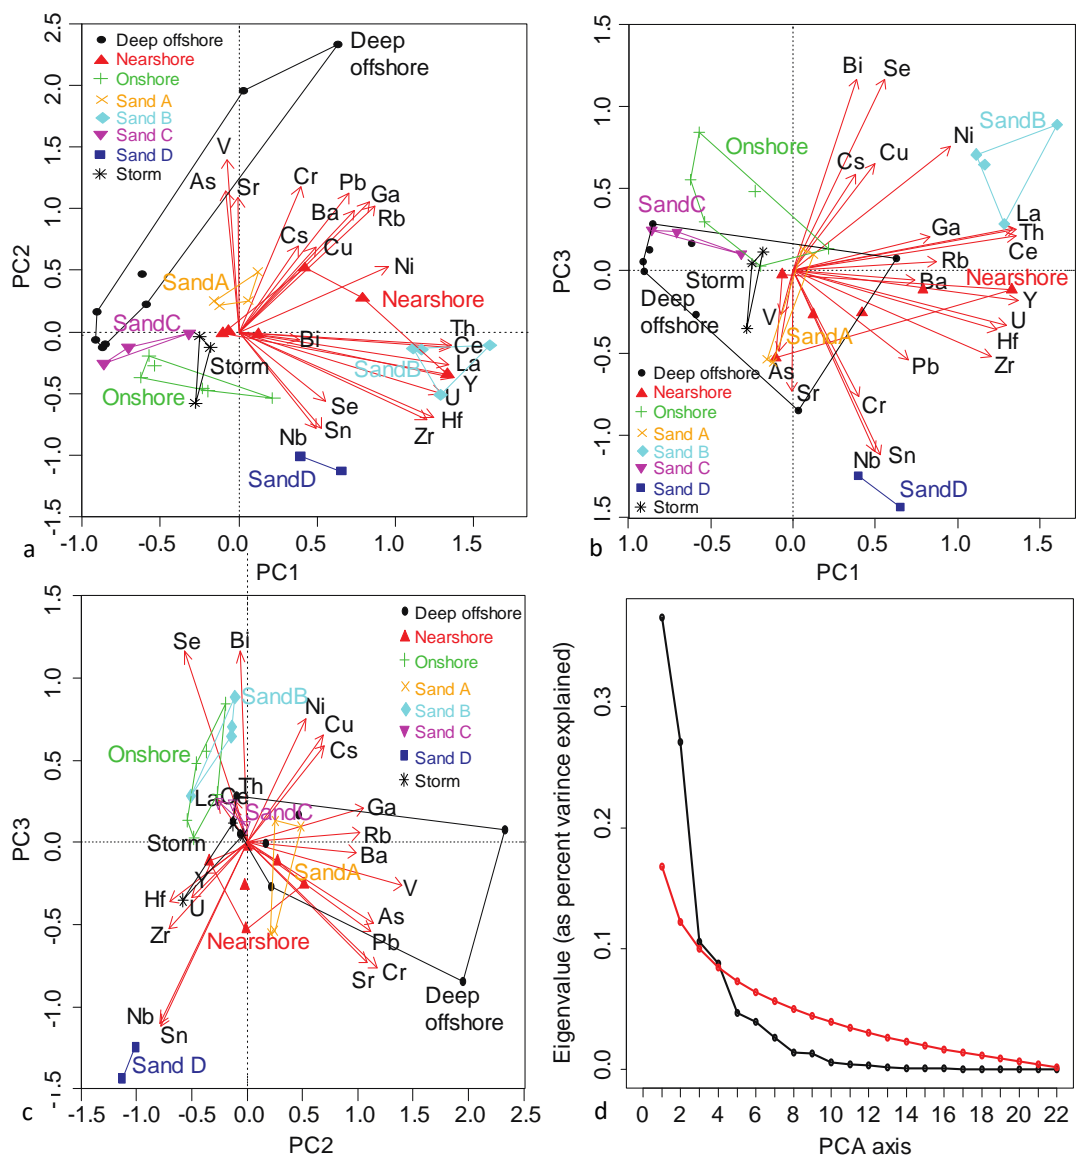 2.5
2.0
1.5
1.0
0.5
0.0
-0.5
-1.0
-1.5
PC2
Deep offshore
Nearshore
Onshore
Sand A
Sand B
Sand C
Sand D
Storm
Deep
offshore
V
As
Sr
Cr
Pb
Ga
Ba
Rb
Cs
Cu
Ni
SandA
Nearshore
SandC
Bi
Th
Ce
La
SandB
Y
Storm
Onshore
U
Se
Hf
Sn
Zr
Nb
SandD
a
-1.0
-0.5
0.0
0.5
1.0
1.5
PC1
1.5
1.0
0.5
0.0
-0.5
-1.0
-1.5
PC3
Bi
Se
SandB
Ni
Onshore
Cs
Cu
SandC
La
Ga
Th
Ce
Rb
Storm
Nearshore
Ba
Deep
offshore
V
Y
U
SandA
Hf
As
Pb
Zr
Sr
Cr
Deep offshore
Nearshore
Onshore
Sand A
Sand B
Sand C
Sand D
Storm
Nb
Sn
SandD
b
1.0
-0.5
0.0
0.5
1.0
1.5
PC1
1.5
1.0
0.5
0.0
-0.5
-1.0
-1.5
PC3
Deep offshore
Nearshore
Onshore
Sand A
Sand B
Sand C
Sand D
Storm
Se
Bi
SandB
Ni
Cu
Cs
Onshore
Th
La
Ce
SandC
Ga
Storm
Rb
Ba
SandA
Y
V
Hf
U
As
Zr
Nearshore
Pb
Sr
Cr
Deep
offshore
Nb
Sn
Sand D
c
-1.0
-0.5
0.0
0.5
1.0
1.5
2.0
2.5
PC2
Eigenvalue (as percent varince explained)
0.3
0.2
0.1
0.0
d
0
2
4
6
8
10
12
14
16
18
20
22
PCA axis